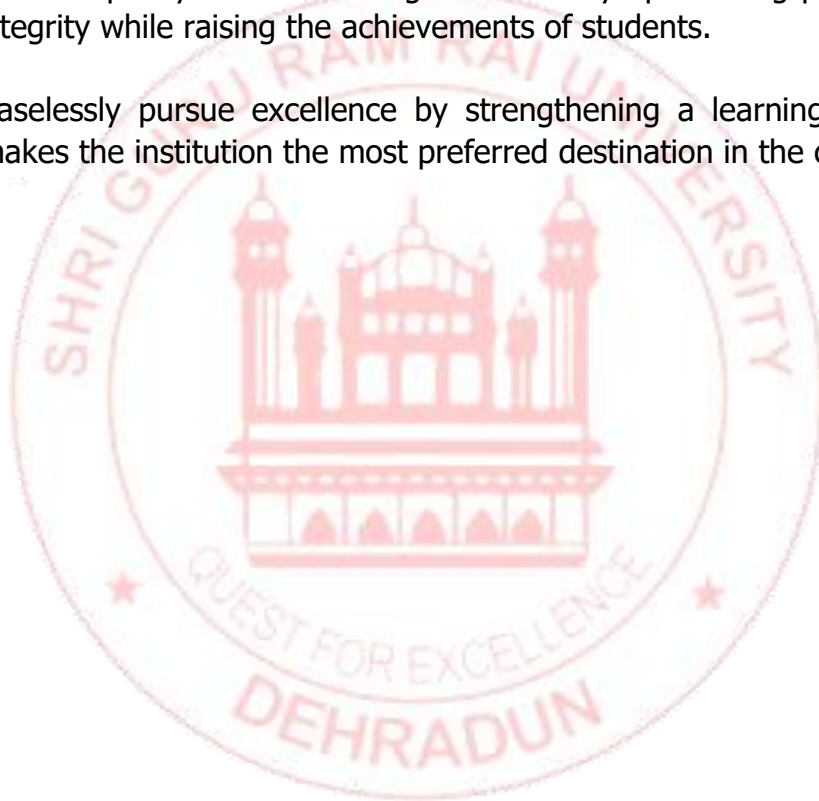 tegrity while raising the achievements of students.
aselessly pursue excellence by strengthening a learning
akes the institution the most preferred destination in the
SHRI GURU RAM RAI UNIVERSITY
QUEST FOR EXCELLENCE
DEHRADUN